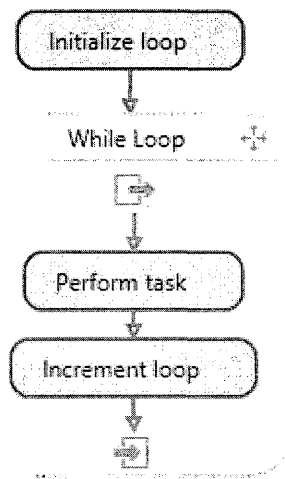 Initialize loop
While Loop
Perform task
Increment loop